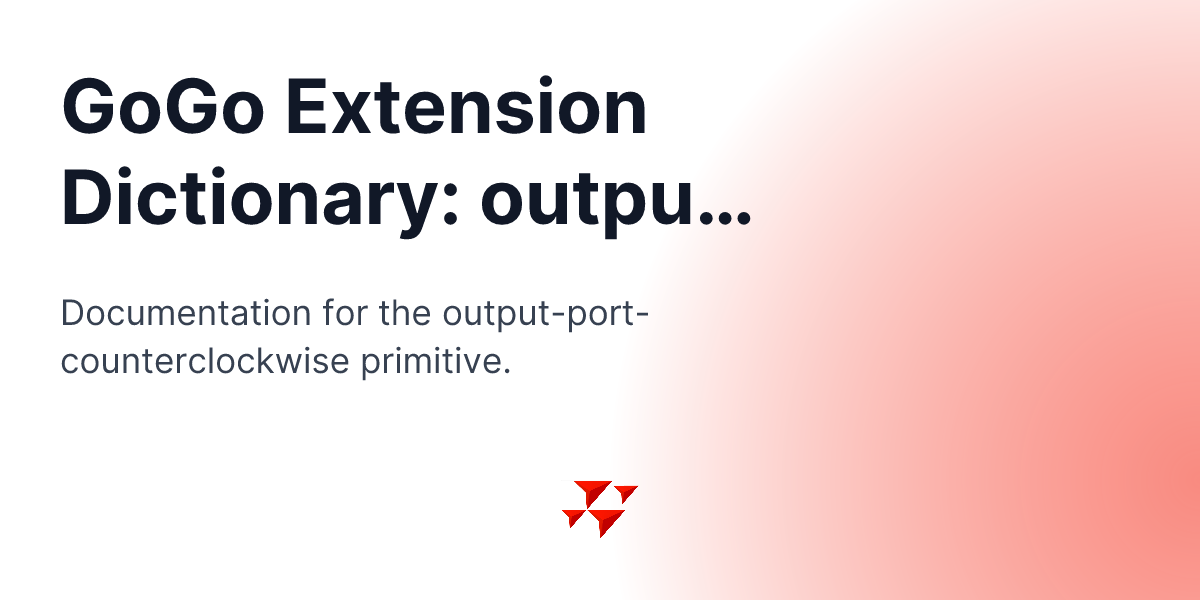 GoGo Extension
Dictionary: outpu...
Documentation for the output-port-
counterclockwise primitive.